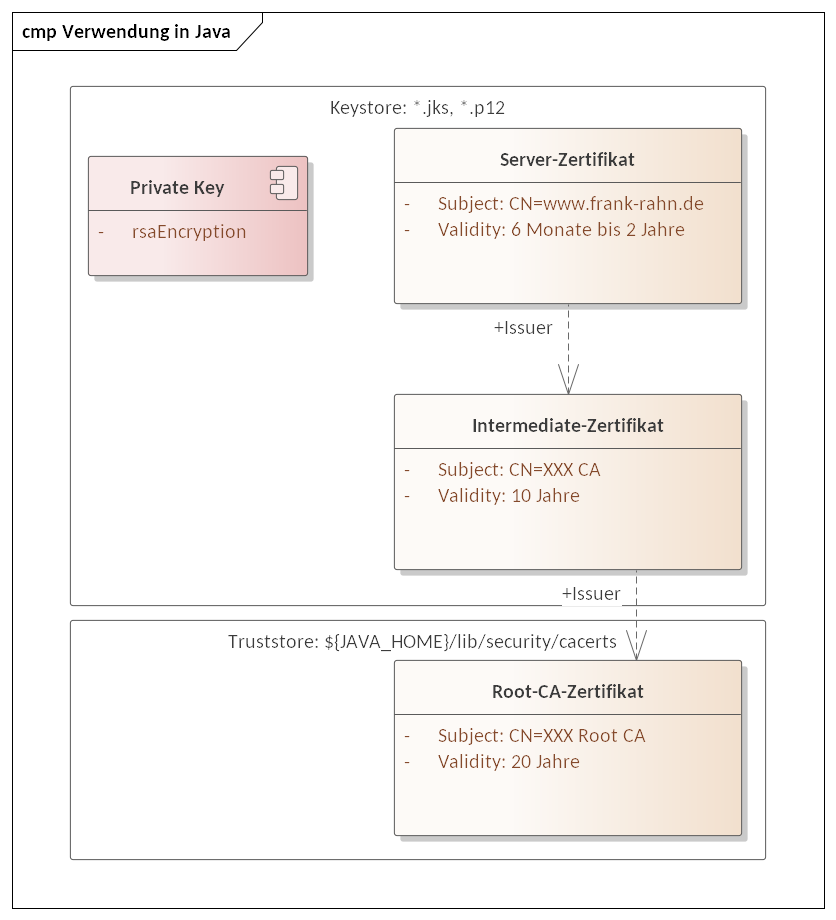 cmp Verwendung in Java
Keystore: *.jks, *.p12
Private Key
- rsaEncryption
Server-Zertifikat
- Subject: CN=www.frank-rahn.de
- Validity: 6 Monate bis 2 Jahre
+Issuer
Intermediate-Zertifikat
- Subject: CN=XXX CA
- Validity: 10 Jahre
+Issuer
Truststore: ${JAVA_HOME}/lib/security/cacerts
Root-CA-Zertifikat
- Subject: CN=XXX Root CA
- Validity: 20 Jahre